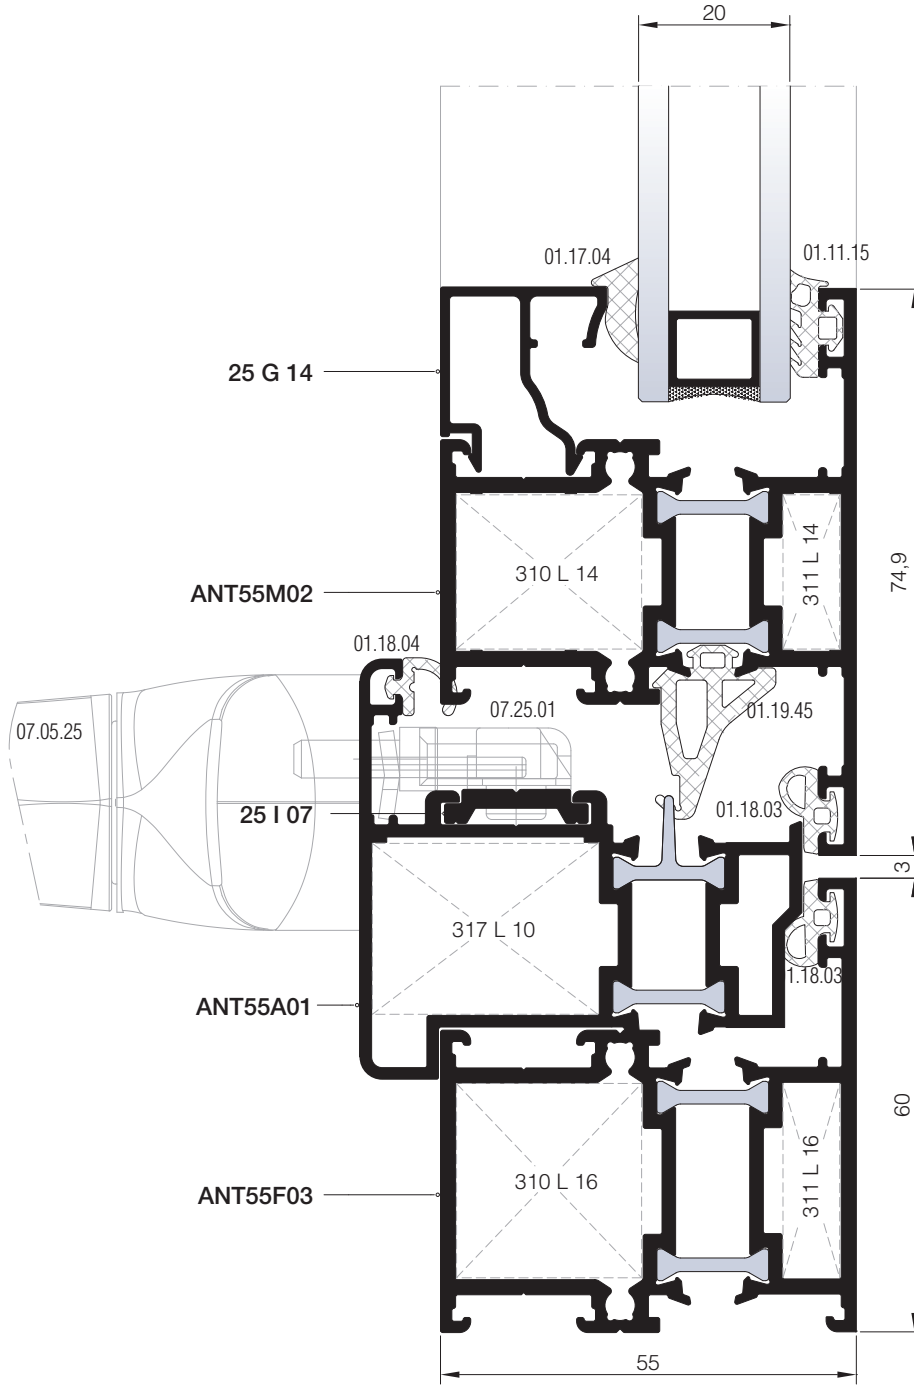 20
01.17.04
01.11.15
25 G 14
310 L 14
311 L 14
74,9
ANT55M02
01.18.04
07.25.01
01.19.45
07.05.25
25 I 07
01.18.03
3
317 L 10
1.18.03
ANT55A01
60
310 L 16
311 L 16
ANT55F03
55